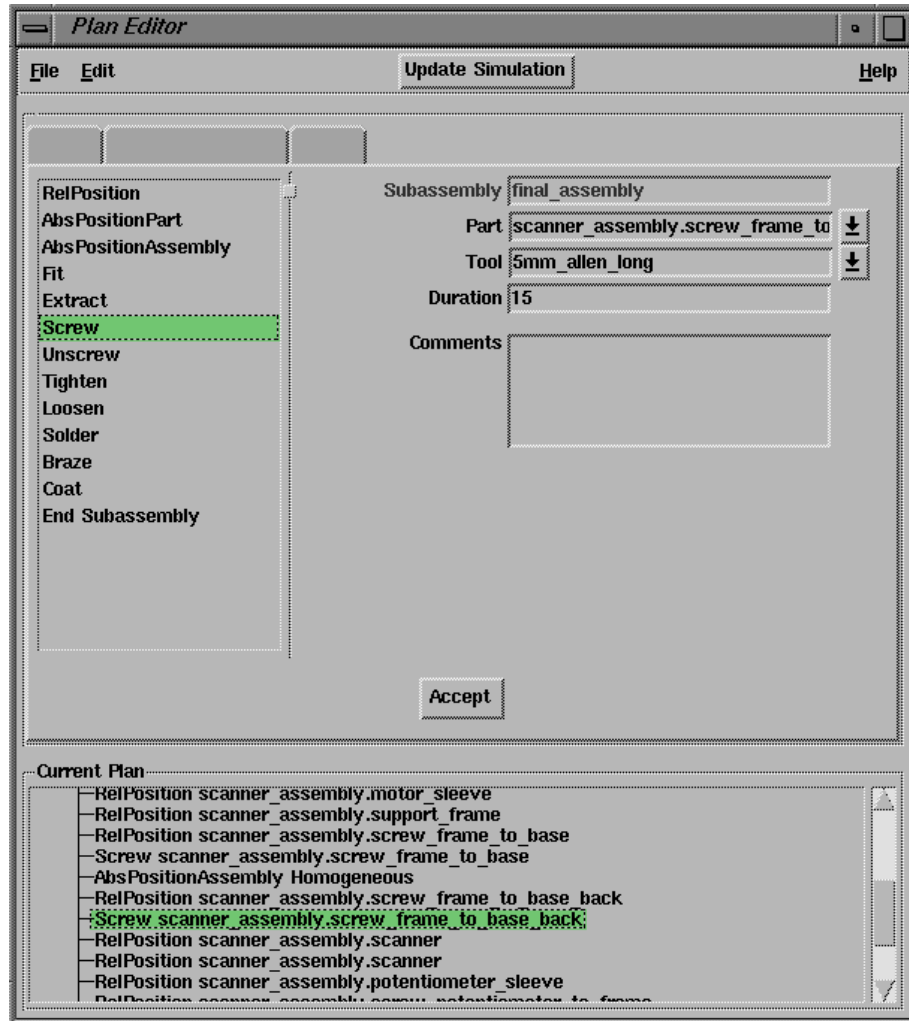 Plan Editor
File Edit Update Simulation Help
RelPosition
AbsPositionPart
AbsPositionAssembly
Fit
Extract
Screw
Unscrew
Tighten
Loosen
Solder
Braze
Coat
End Subassembly
Subassembly final_assembly
Part scanner_assembly.screw_frame_to
Tool 5mm_allen_long
Duration 15
Comments
Accept
Current Plan
RelPosition scanner_assembly.motor_sleeve
RelPosition scanner_assembly.support_frame
RelPosition scanner_assembly.screw_frame_to_base
Screw scanner_assembly.screw_frame_to_base
AbsPositionAssembly Homogeneous
RelPosition scanner_assembly.screw_frame_to_base_back
Screw scanner_assembly.screw_frame_to_base_back
RelPosition scanner_assembly.scanner
RelPosition scanner_assembly.scanner
RelPosition scanner_assembly.potentiometer_sleeve
RelPosition scanner_assembly.screw_potentiometer_to_frame